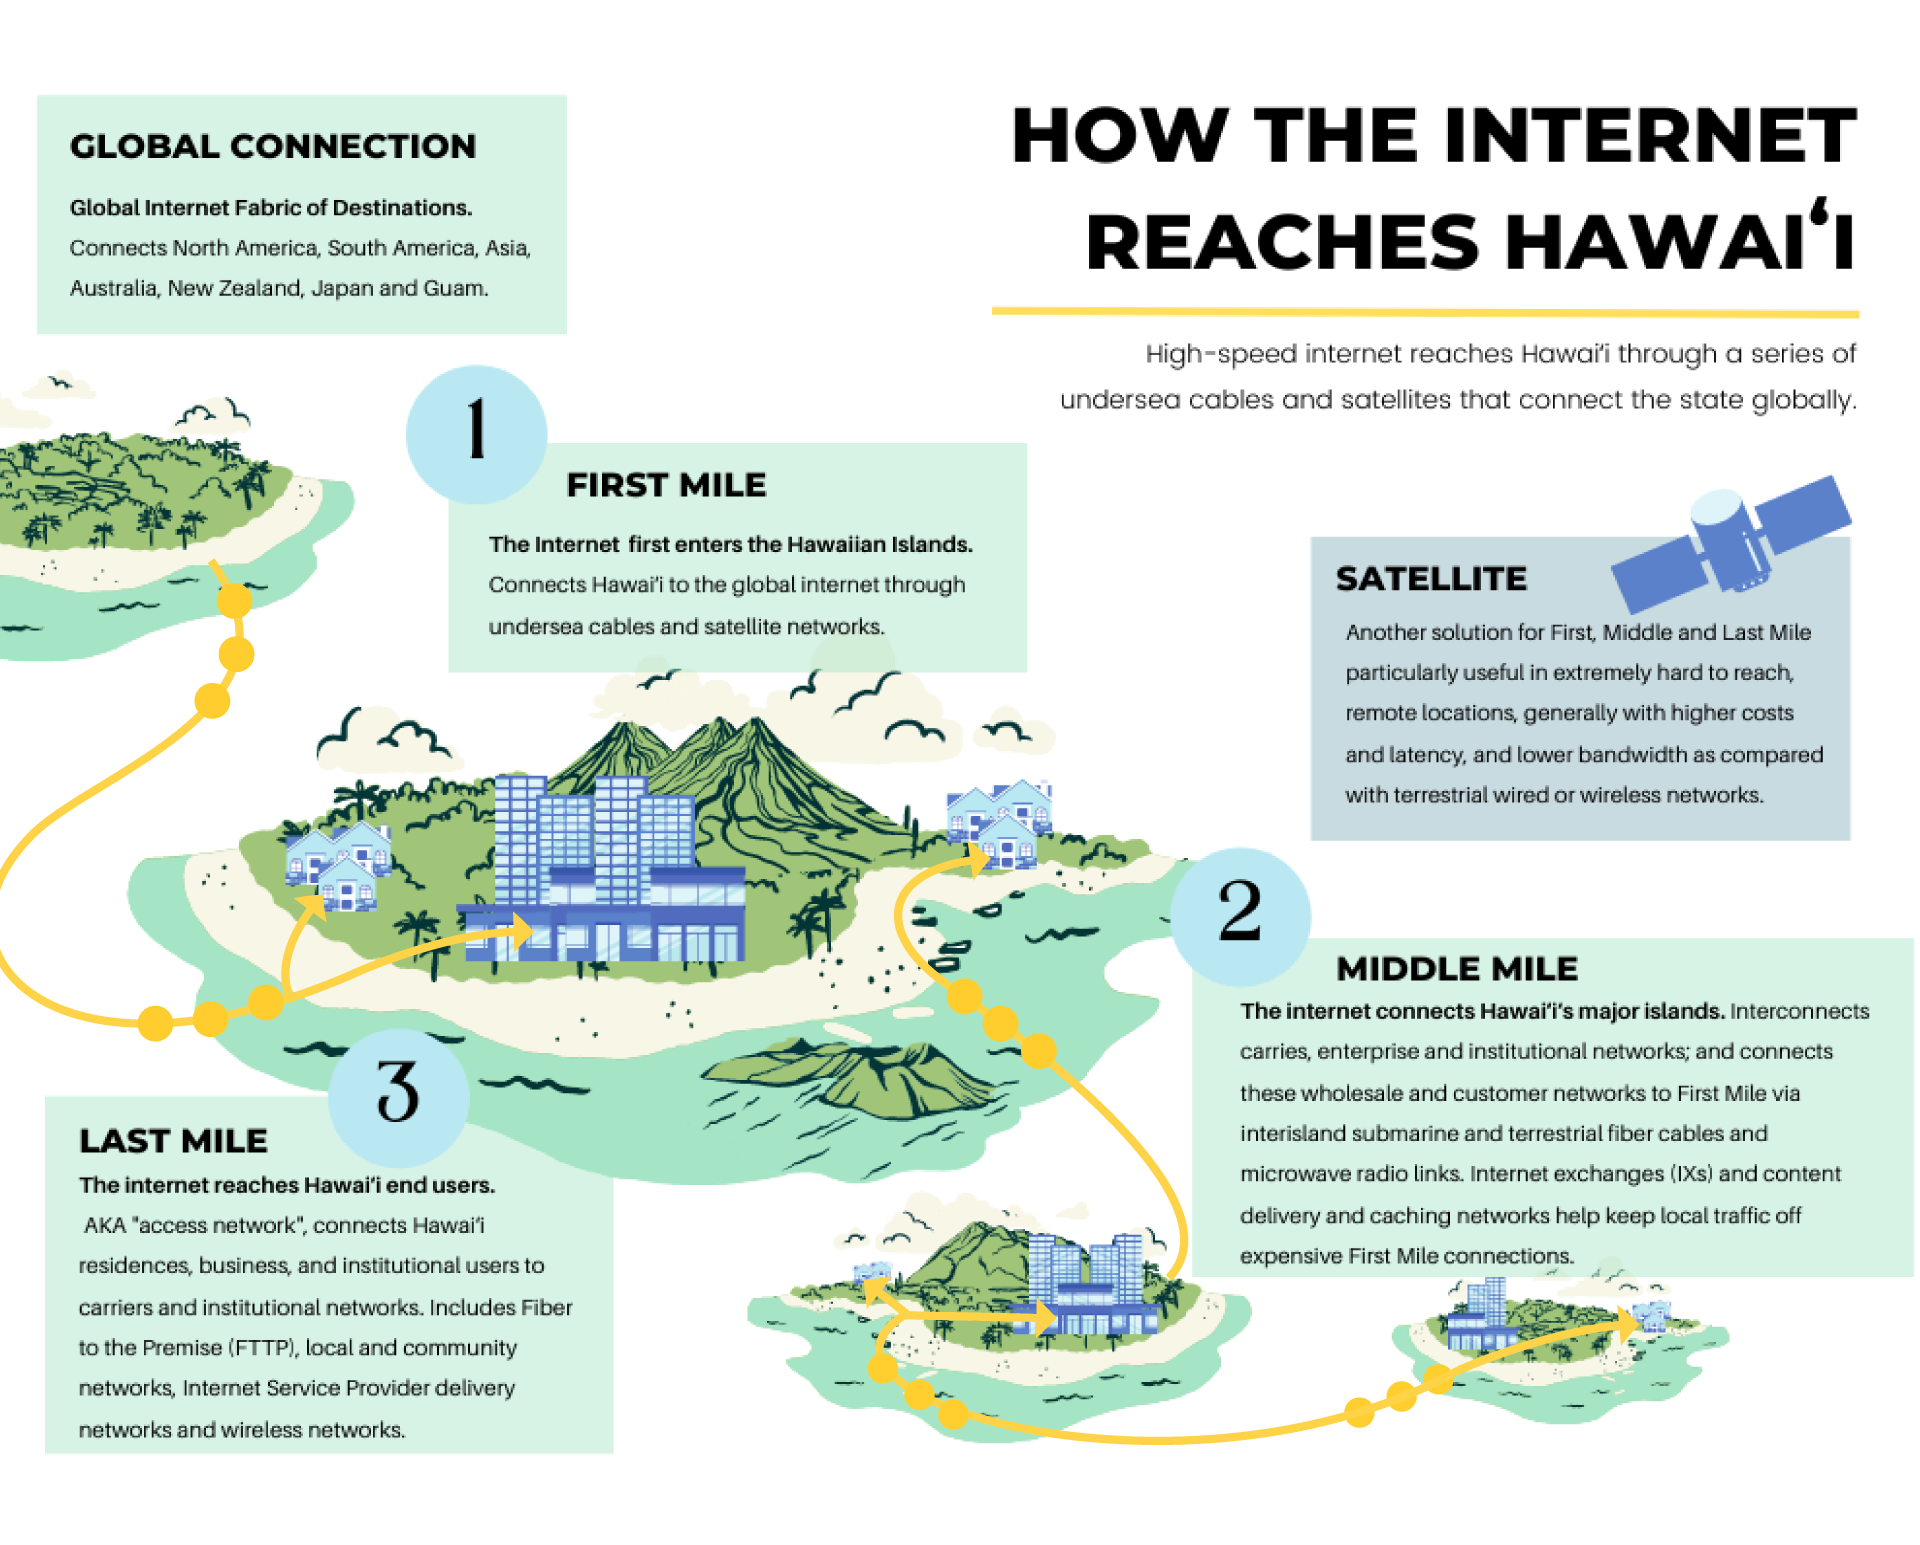 HOW THE INTERNET
REACHES HAWAIʻI
High-speed internet reaches Hawaiʻi through a series of
undersea cables and satellites that connect the state globally.
GLOBAL CONNECTION
Global Internet Fabric of Destinations.
Connects North America, South America, Asia,
Australia, New Zealand, Japan and Guam.
1
FIRST MILE
The Internet first enters the Hawaiian Islands.
Connects Hawai'i to the global internet through
undersea cables and satellite networks.
SATELLITE
Another solution for First, Middle and Last Mile
particularly useful in extremely hard to reach,
remote locations, generally with higher costs
and latency, and lower bandwidth as compared
with terrestrial wired or wireless networks.
2
MIDDLE MILE
The internet connects Hawai'i's major islands. Interconnects
carries, enterprise and institutional networks; and connects
these wholesale and customer networks to First Mile via
interisland submarine and terrestrial fiber cables and
microwave radio links. Internet exchanges (IXs) and content
delivery and caching networks help keep local traffic off
expensive First Mile connections.
3
LAST MILE
The internet reaches Hawai'i end users.
AKA "access network", connects Hawai'i
residences, business, and institutional users to
carriers and institutional networks. Includes Fiber
to the Premise (FTTP), local and community
networks, Internet Service Provider delivery
networks and wireless networks.